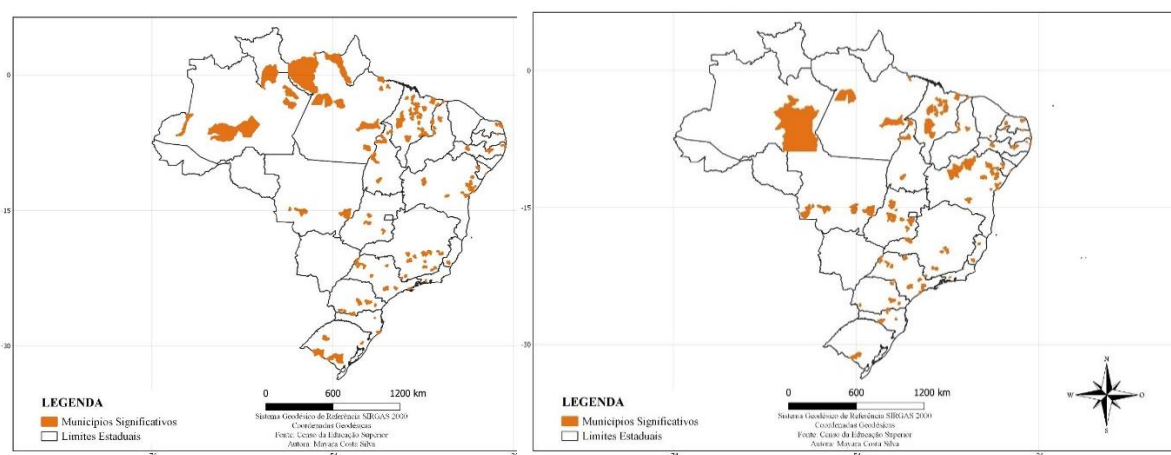 0
-15
-30
LEGENDA
Municípios Significativos
Limites Estaduais
0 600 1200 km
Sistema Geodésico de Referência SIRGAS 2000
Coordenadas Geodésicas
Fonte: Censo da Educação Superior
Autora: Mayara Costa Silva
0
-15
-30
LEGENDA
Municípios Significativos
Limites Estaduais
0 600 1200 km
Sistema Geodésico de Referência SIRGAS 2000
Coordenadas Geodésicas
Fonte: Censo da Educação Superior
Autora: Mayara Costa Silva
N
W O
S